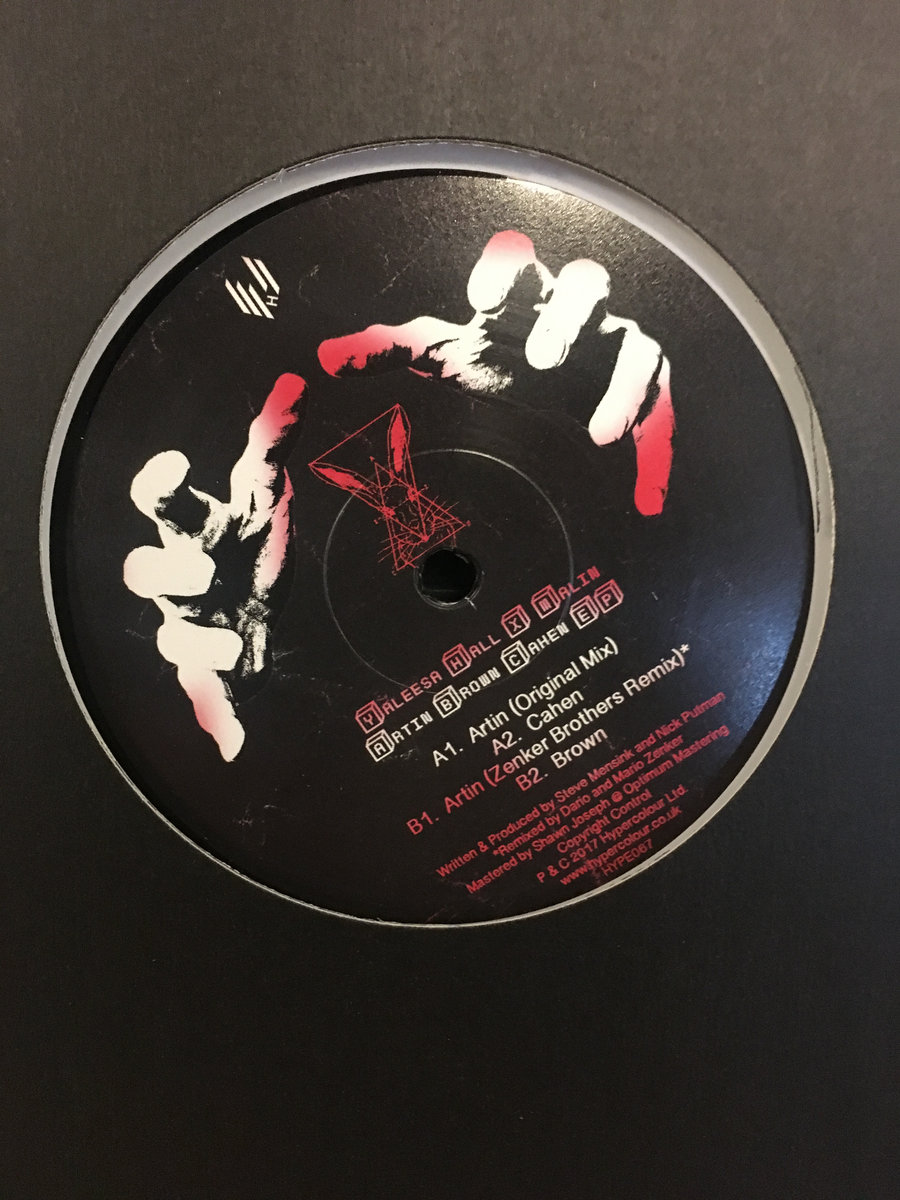 H
Yaleesa Hall X Malin
Artin Brown Cahen EP
A1. Artin (Original Mix)
A2. Cahen
B1. Artin (Zenker Brothers Remix)*
B2. Brown
Written & Produced by Steve Mensink and Nick Putman
*Remixed by Dario and Mario Zenker
Mastered by Shawn Joseph @ Optimum Mastering
Copyright Control
P & C 2017 Hypercolour Ltd.
www.hypercolour.co.uk
HYPE067